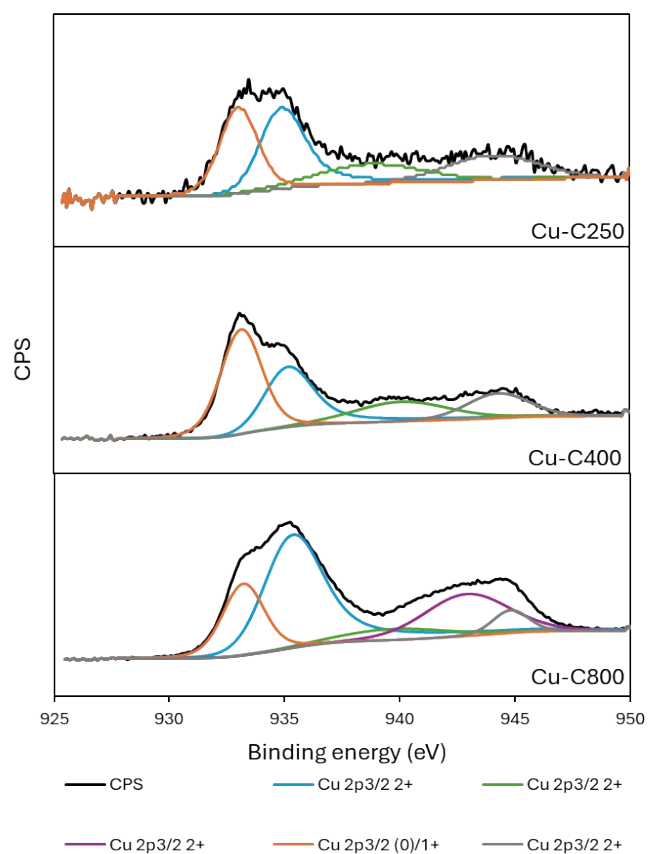 Cu-C250
CPS
Cu-C400
Cu-C800
925 930 935 940 945 950
Binding energy (eV)
CPS Cu 2p3/2 2+ Cu 2p3/2 2+
Cu 2p3/2 2+ Cu 2p3/2 (0)/1+ Cu 2p3/2 2+